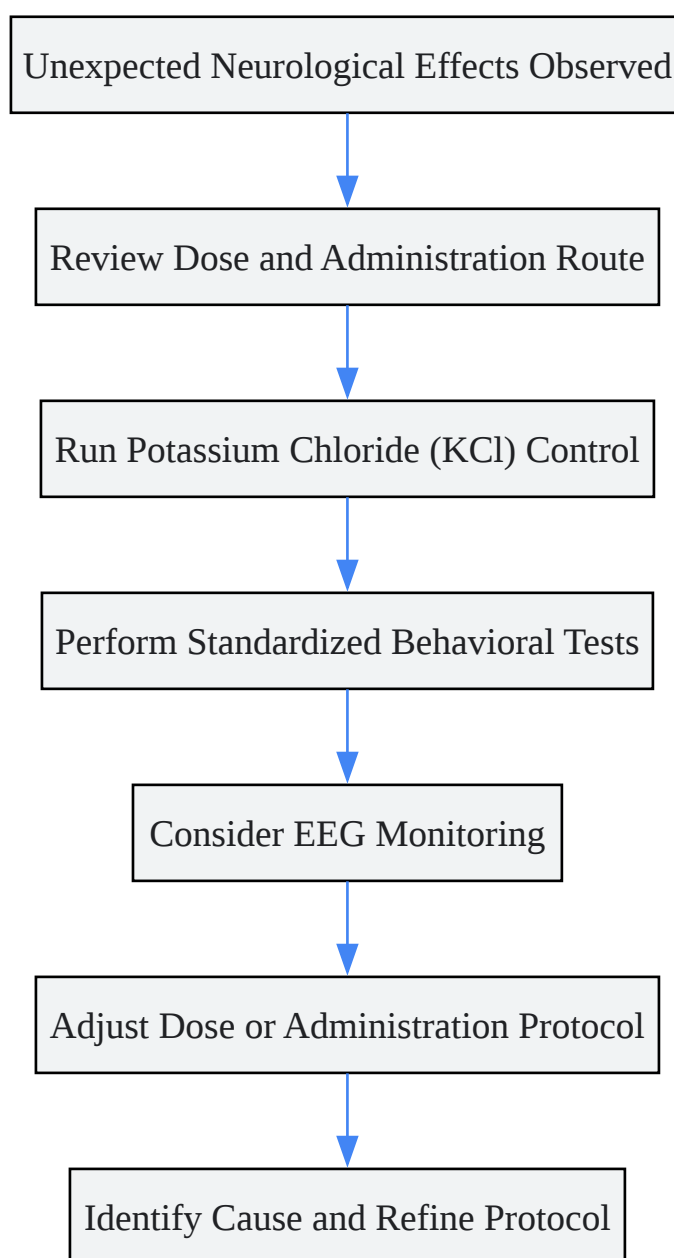 Unexpected Neurological Effects Observed
Review Dose and Administration Route
Run Potassium Chloride (KCl) Control
Perform Standardized Behavioral Tests
Consider EEG Monitoring
Adjust Dose or Administration Protocol
Identify Cause and Refine Protocol